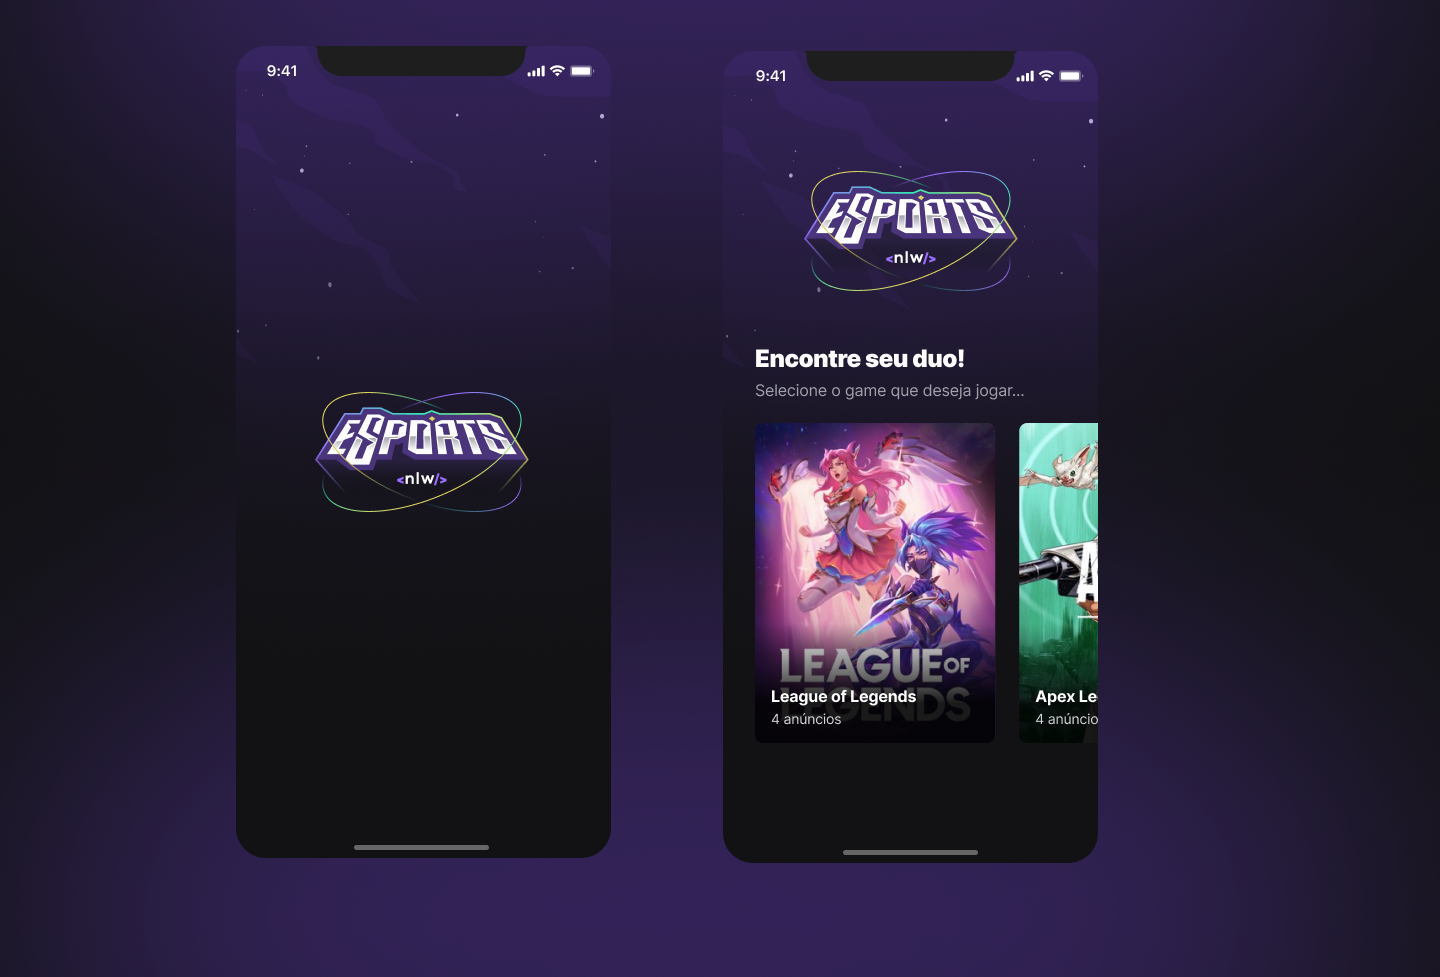 9:41
ESPORTS
<nlw/>
9:41
ESPORTS
<nlw/>
Encontre seu duo!
Selecione o game que deseja jogar...
LEAGUE OF
LEGENDS
League of Legends
4 anúncios
A
Apex Le
4 anúncio